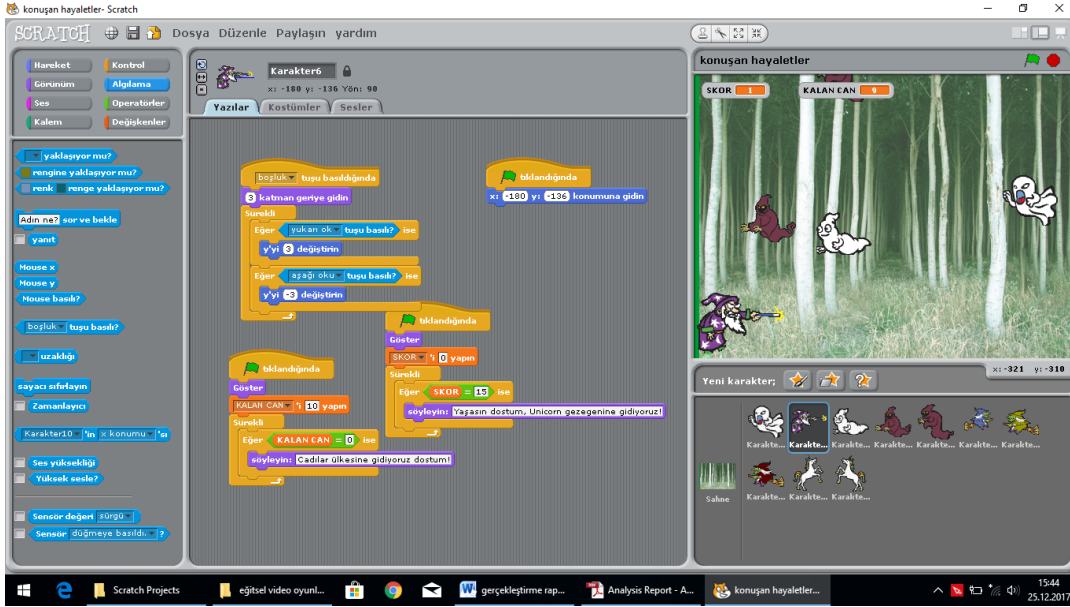 konuşan hayaletler- Scratch
SCRATCH Dosya Düzenle Paylaşın yardım
Hareket Kontrol
Görünüm Algılama
Ses Operatörler
Kalem Değişkenler
yaklaşıyor mu?
rengine yaklaşıyor mu?
renk renge yaklaşıyor mu?
Adın ne? sor ve bekle
yanıt
Mouse x
Mouse y
Mouse basılı?
boşluk tuşu basılı?
uzaklığı
sayacı sıfırlayın
Zamanlayıcı
Karakter10 'in x konumu 'sı
Ses yüksekliği
Yüksek sesle?
Sensör değeri sürgü
Sensör düğmeye basıldı. ?
Karakter6
x: -180 y: -136 Yön: 90
Yazılar Kostümler Sesler
boşluk tuşu basıldığında
3 katman geriye gidin
Sürekli
Eğer yukarı ok tuşu basılı? ise
y'yi 3 değiştirin
Eğer aşağı oku tuşu basılı? ise
y'yi -3 değiştirin
tıklandığında
x: -180 y: -136 konumuna gidin
tıklandığında
Göster
SKOR 'i 0 yapın
Sürekli
Eğer SKOR = 15 ise
söyleyin: Yaşasın dostum, Unicorn gezegenine gidiyoruz!
tıklandığında
Göster
KALAN CAN 'i 10 yapın
Sürekli
Eğer KALAN CAN = 0 ise
söyleyin: Cadılar ülkesine gidiyoruz dostum!
konuşan hayaletler
SKOR 1 KALAN CAN 9
x: -321 y: -310
Yeni karakter;
Karakte... Karakte... Karakte... Karakte... Karakte... Karakte... Karakte...
Sahne
Karakte... Karakte... Karakte...
Scratch Projects
eğitsel video oyunl...
gerçekleştirme rap...
Analysis Report - A...
konuşan hayaletler...
15:44
25.12.2017